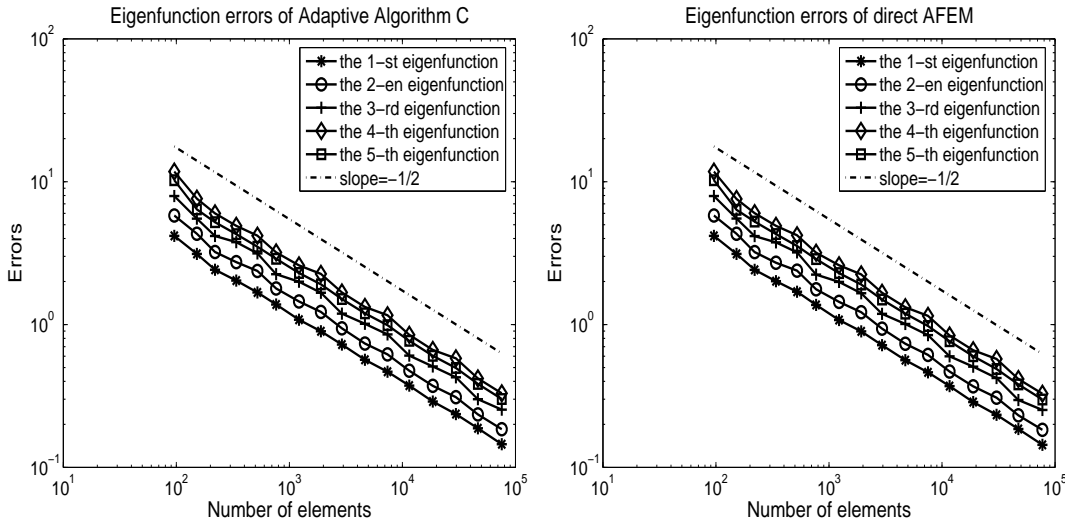 Eigenfunction errors of Adaptive Algorithm C
10^2
10^1
10^0
10^-1
Errors
the 1-st eigenfunction
the 2-en eigenfunction
the 3-rd eigenfunction
the 4-th eigenfunction
the 5-th eigenfunction
slope=-1/2
10^1 10^2 10^3 10^4 10^5
Number of elements
Eigenfunction errors of direct AFEM
10^2
10^1
10^0
10^-1
Errors
the 1-st eigenfunction
the 2-en eigenfunction
the 3-rd eigenfunction
the 4-th eigenfunction
the 5-th eigenfunction
slope=-1/2
10^1 10^2 10^3 10^4 10^5
Number of elements